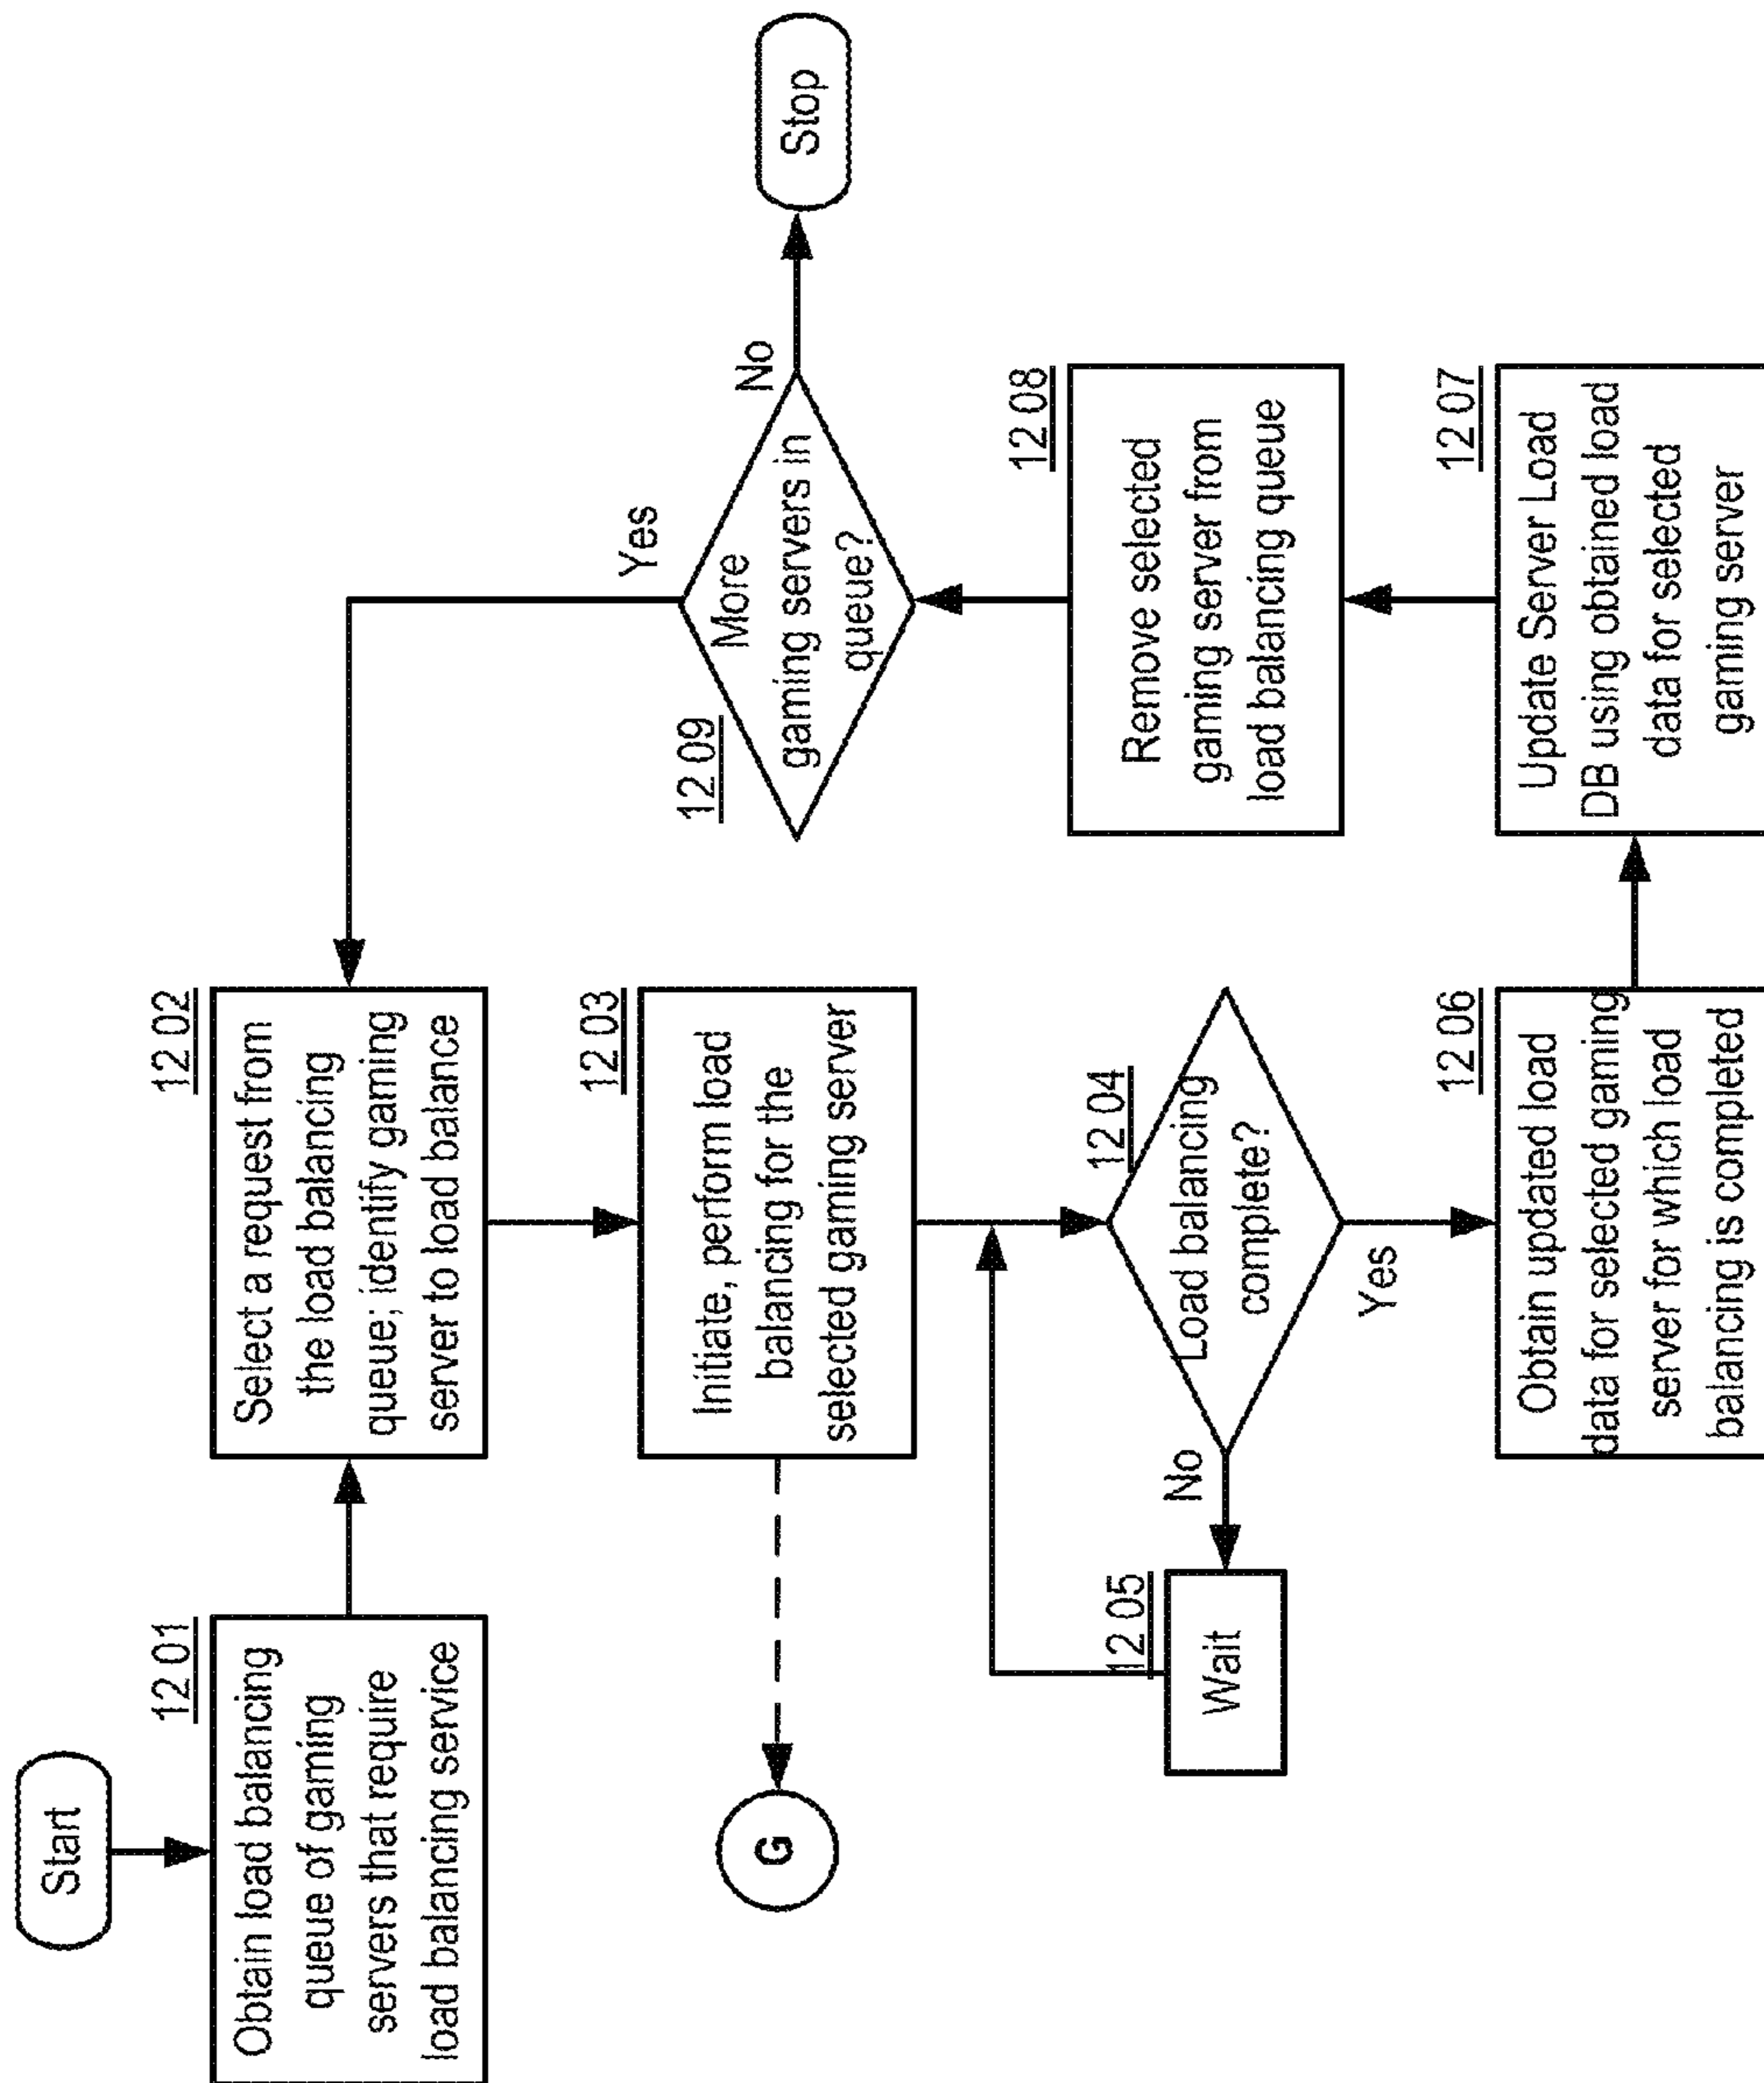 Start
12 01
Obtain load balancing
queue of gaming
servers that require
load balancing service
12 02
Select a request from
the load balancing
queue; identify gaming
server to load balance
12 03
Initiate, perform load
balancing for the
selected gaming server
G
12 04
Load balancing
complete?
No
12 05
Wait
Yes
12 06
Obtain updated load
data for selected gaming
server for which load
balancing is completed
12 07
Update Server Load
DB using obtained load
data for selected
gaming server
12 08
Remove selected
gaming server from
load balancing queue
12 09
More
gaming servers in
queue?
Yes
No
Stop